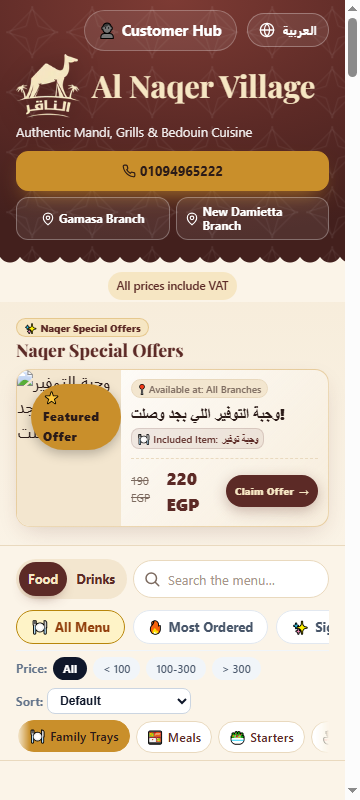 Customer Hub
العربية
الناقر
Al Naqer Village
Authentic Mandi, Grills & Bedouin Cuisine
01094965222
Gamasa Branch
New Damietta
Branch
All prices include VAT
Naqer Special Offers
Naqer Special Offers
وجبة التوفير
Featured
Offer
Available at: All Branches
وجبة التوفير اللي بجد وصلت!
Included Item: وجبة توفير
190
EGP
220
EGP
Claim Offer →
Food
Drinks
Search the menu...
All Menu
Most Ordered
Price:
All
< 100
100-300
> 300
Sort:
Default
Family Trays
Meals
Starters